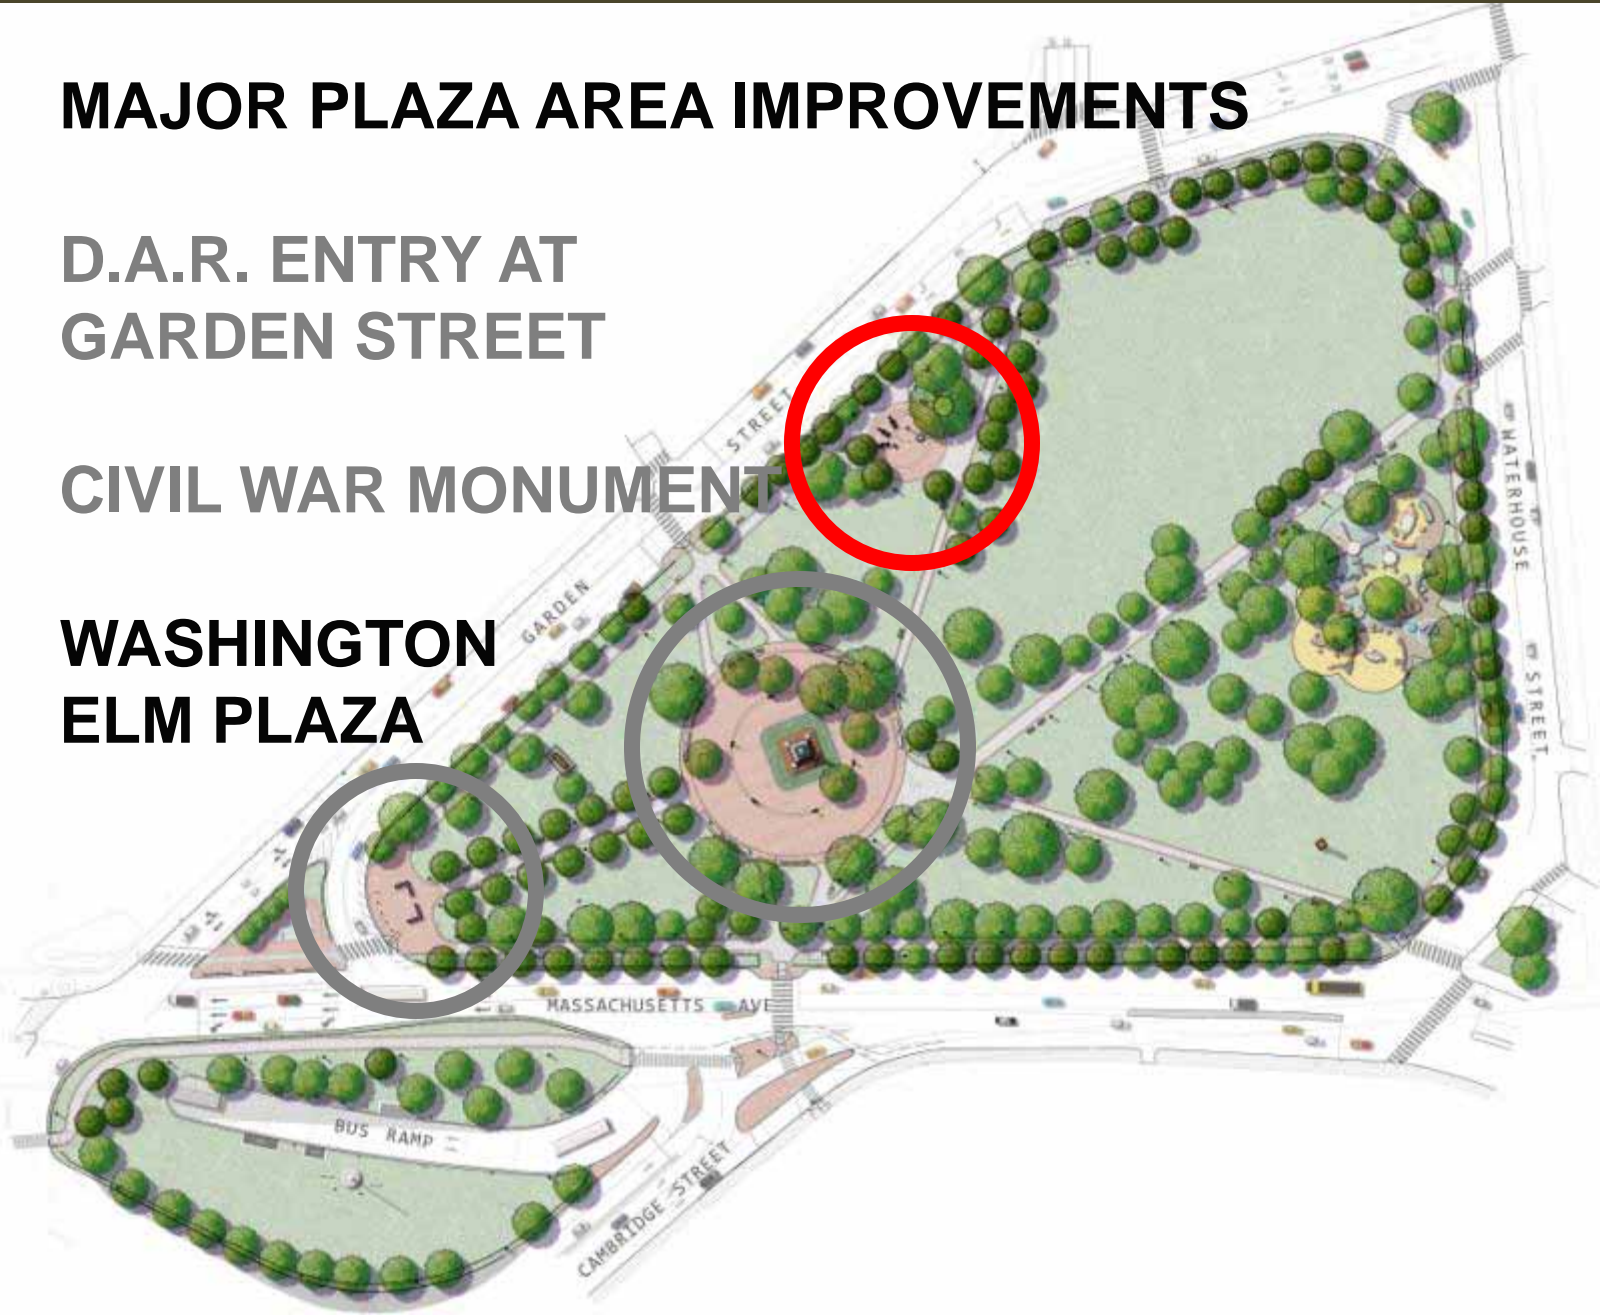 MAJOR PLAZA AREA IMPROVEMENTS
D.A.R. ENTRY AT
GARDEN STREET
CIVIL WAR MONUMENT
WASHINGTON
ELM PLAZA
GARDEN STREET
WATERHOUSE STREET
MASSACHUSETTS AVE
BUS RAMP
CAMBRIDGE STREET